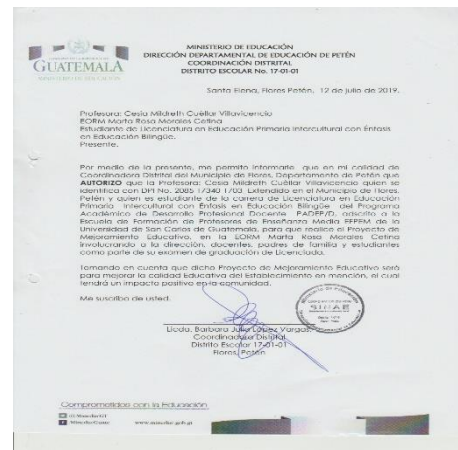 GOBIERNO DE LA REPÚBLICA DE
GUATEMALA
MINISTERIO DE EDUCACIÓN
MINISTERIO DE EDUCACIÓN
DIRECCIÓN DEPARTAMENTAL DE EDUCACIÓN DE PETÉN
COORDINACIÓN DISTRITAL
DISTRITO ESCOLAR No. 17-01-01
Santa Elena, Flores Petén, 12 de julio de 2019.
Profesora: Cesia Mildreth Cuéllar Villavicencio
EORM Marta Rosa Morales Cetina
Estudiante de Licenciatura en Educación Primaria Intercultural con Énfasis
en Educación Bilingüe.
Presente.
Por medio de la presente, me permito informarle que en mi calidad de
Coordinadora Distrital del Municipio de Flores, Departamento de Petén que
AUTORIZO que la Profesora: Cesia Mildreth Cuéllar Villavicencio quien se
identifica con DPI No. 2085 17340 1703. Extendido en el Municipio de Flores,
Petén y quien es estudiante de la carrera de Licenciatura en Educación
Primaria Intercultural con Énfasis en Educación Bilingüe del Programa
Académico de Desarrollo Profesional Docente PADEP/D, adscrito a la
Escuela de Formación de Profesores de Enseñanza Media EFPEM de la
Universidad de San Carlos de Guatemala, para que realice el Proyecto de
Mejoramiento Educativo, en la EORM Marta Rosa Morales Cetina
involucrando a la dirección, docentes, padres de familia y estudiantes
como parte de su examen de graduación de Licenciada.
Tomando en cuenta que dicho Proyecto de Mejoramiento Educativo será
para mejorar la calidad Educativa del Establecimiento en mención, el cual
tendrá un impacto positivo en la comunidad.
Me suscribo de usted.
Licda. Barbara Julia López Vargas.
Coordinadora Distrital
Distrito Escolar 17-01-01
Flores, Petén
Comprometidos con la Educación
www.mineduc.gob.gt